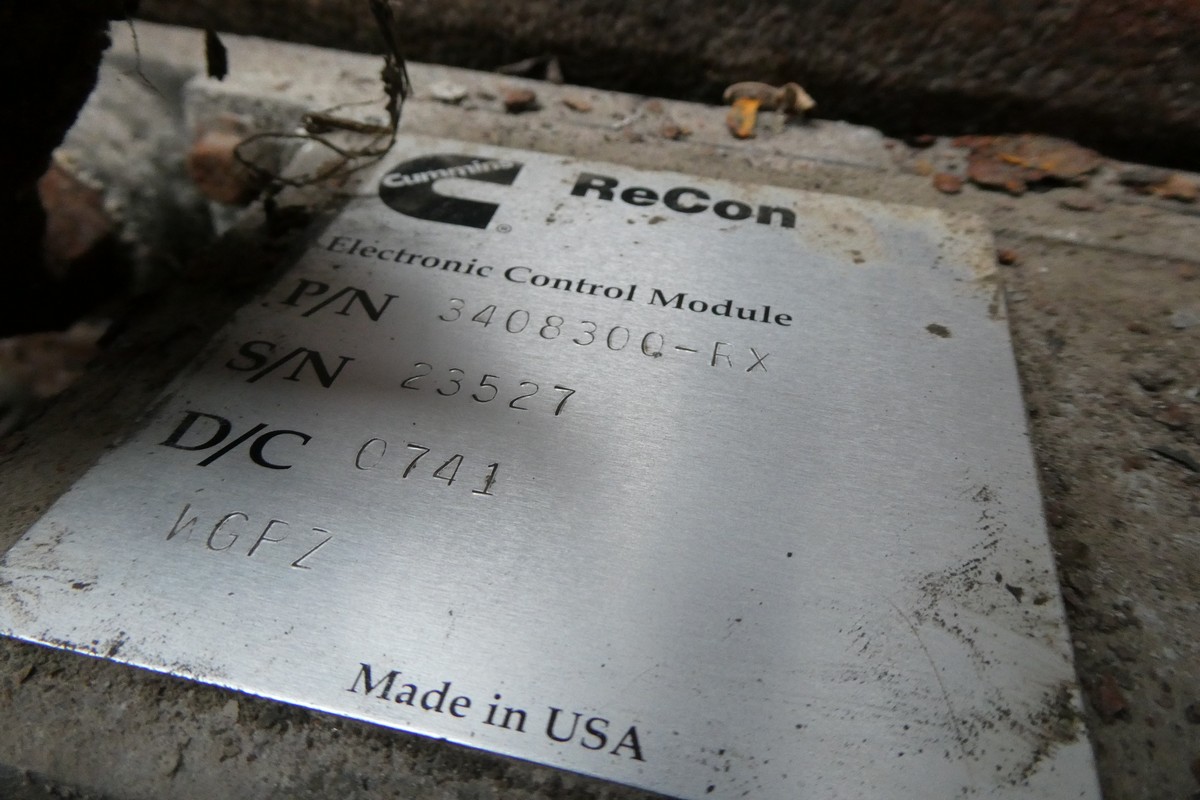 Cummins ®
ReCon
Electronic Control Module
P/N 3408300-RX
S/N 23527
D/C 0741
WGFZ
Made in USA